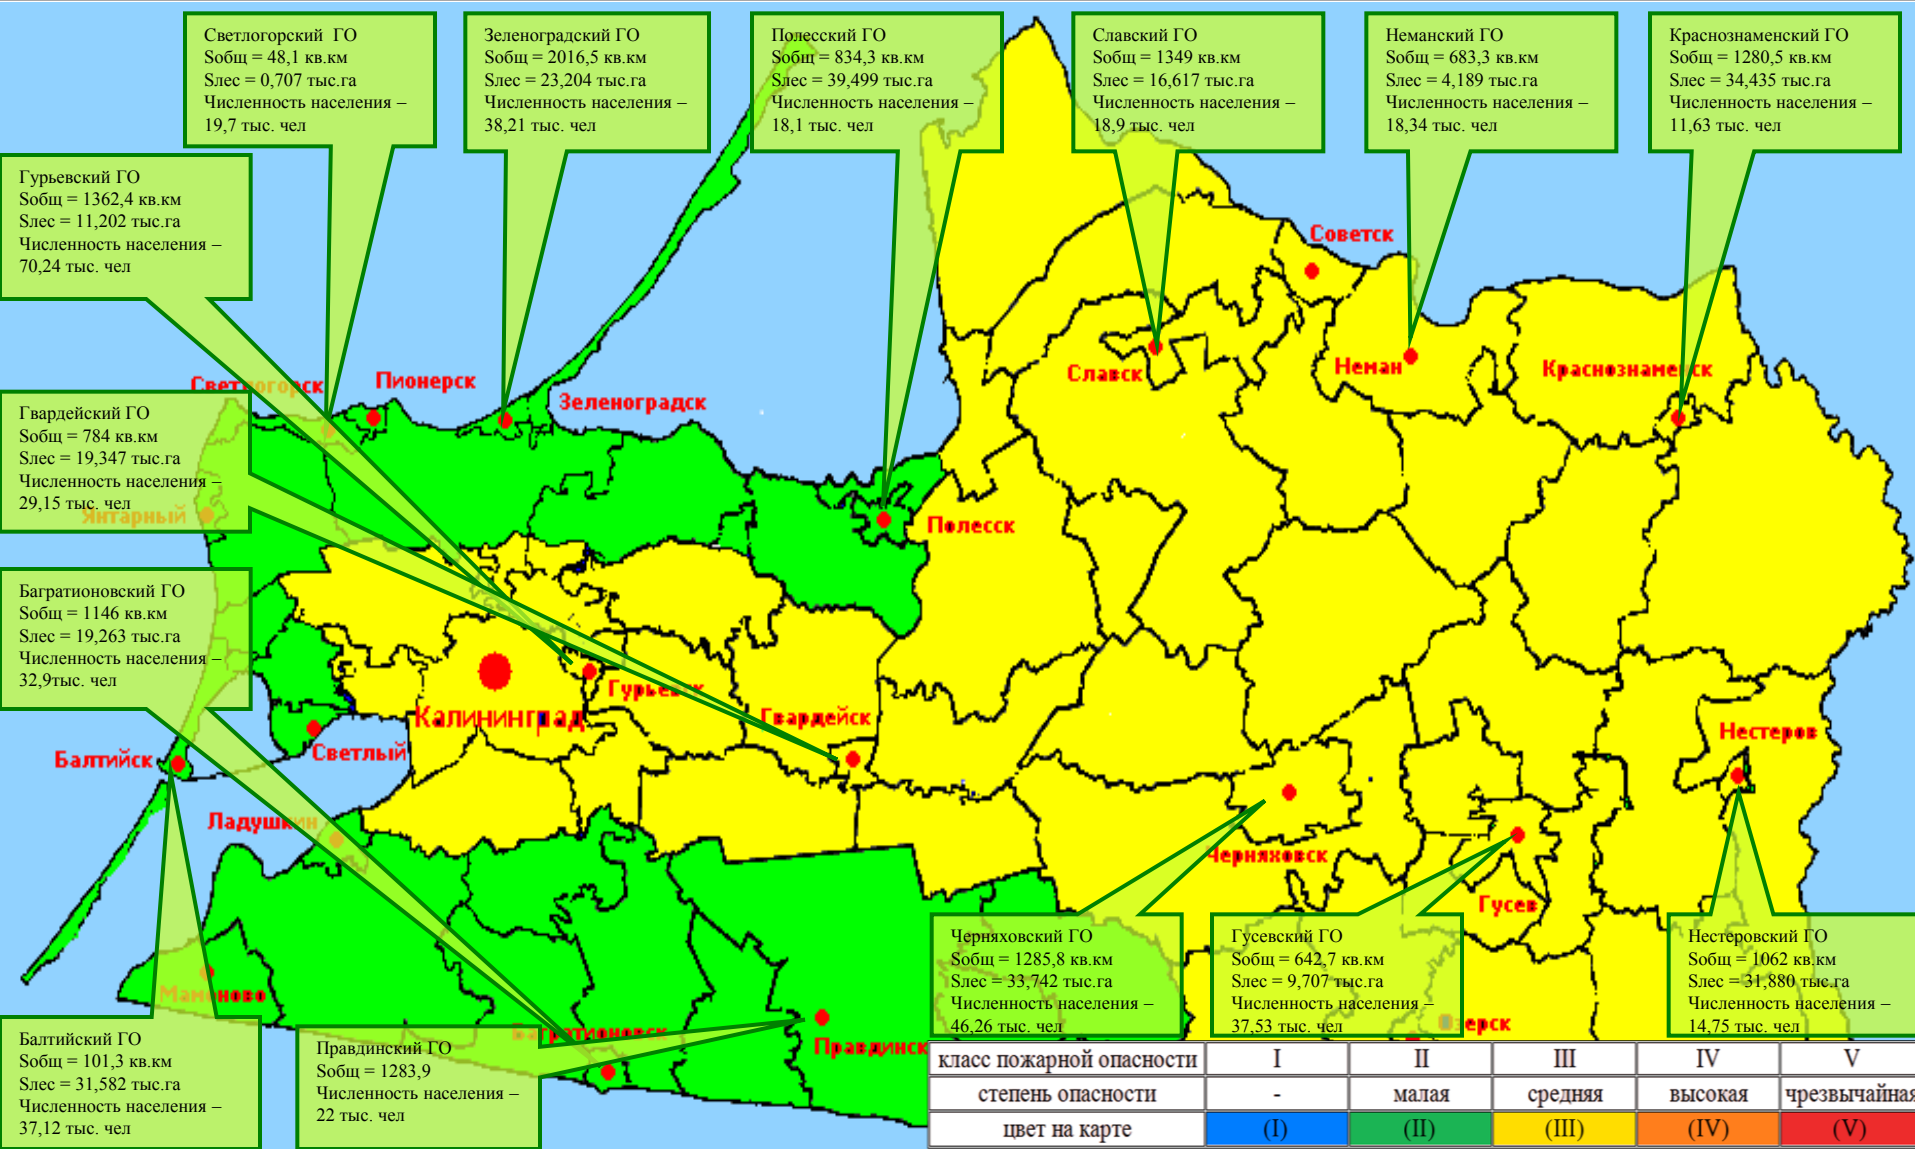 Светлогорский ГО
Sобщ = 48,1 кв.км
Sлес = 0,707 тыс.га
Численность населения –
19,7 тыс. чел
Зеленоградский ГО
Sобщ = 2016,5 кв.км
Sлес = 23,204 тыс.га
Численность населения –
38,21 тыс. чел
Полесский ГО
Sобщ = 834,3 кв.км
Sлес = 39,499 тыс.га
Численность населения –
18,1 тыс. чел
Славский ГО
Sобщ = 1349 кв.км
Sлес = 16,617 тыс.га
Численность населения –
18,9 тыс. чел
Неманский ГО
Sобщ = 683,3 кв.км
Sлес = 4,189 тыс.га
Численность населения –
18,34 тыс. чел
Краснознаменский ГО
Sобщ = 1280,5 кв.км
Sлес = 34,435 тыс.га
Численность населения –
11,63 тыс. чел
Гурьевский ГО
Sобщ = 1362,4 кв.км
Sлес = 11,202 тыс.га
Численность населения –
70,24 тыс. чел
Советск
Светлогорск
Пионерск
Зеленоградск
Славск
Неман
Краснознаменск
Гвардейский ГО
Sобщ = 784 кв.км
Sлес = 19,347 тыс.га
Численность населения –
29,15 тыс. чел
Янтарный
Полесск
Багратионовский ГО
Sобщ = 1146 кв.км
Sлес = 19,263 тыс.га
Численность населения –
32,9тыс. чел
Гурьевск
Калининград
Гвардейск
Нестеров
Балтийск
Светлый
Ладушкин
Черняховск
Гусев
Мамоново
Багратионовск
Правдинск
зерск
Черняховский ГО
Sобщ = 1285,8 кв.км
Sлес = 33,742 тыс.га
Численность населения –
46,26 тыс. чел
Гусевский ГО
Sобщ = 642,7 кв.км
Sлес = 9,707 тыс.га
Численность населения –
37,53 тыс. чел
Нестеровский ГО
Sобщ = 1062 кв.км
Sлес = 31,880 тыс.га
Численность населения –
14,75 тыс. чел
Балтийский ГО
Sобщ = 101,3 кв.км
Sлес = 31,582 тыс.га
Численность населения –
37,12 тыс. чел
Правдинский ГО
Sобщ = 1283,9
Численность населения –
22 тыс. чел
класс пожарной опасности I II III IV V
степень опасности - малая средняя высокая чрезвычайная
цвет на карте (I) (II) (III) (IV) (V)